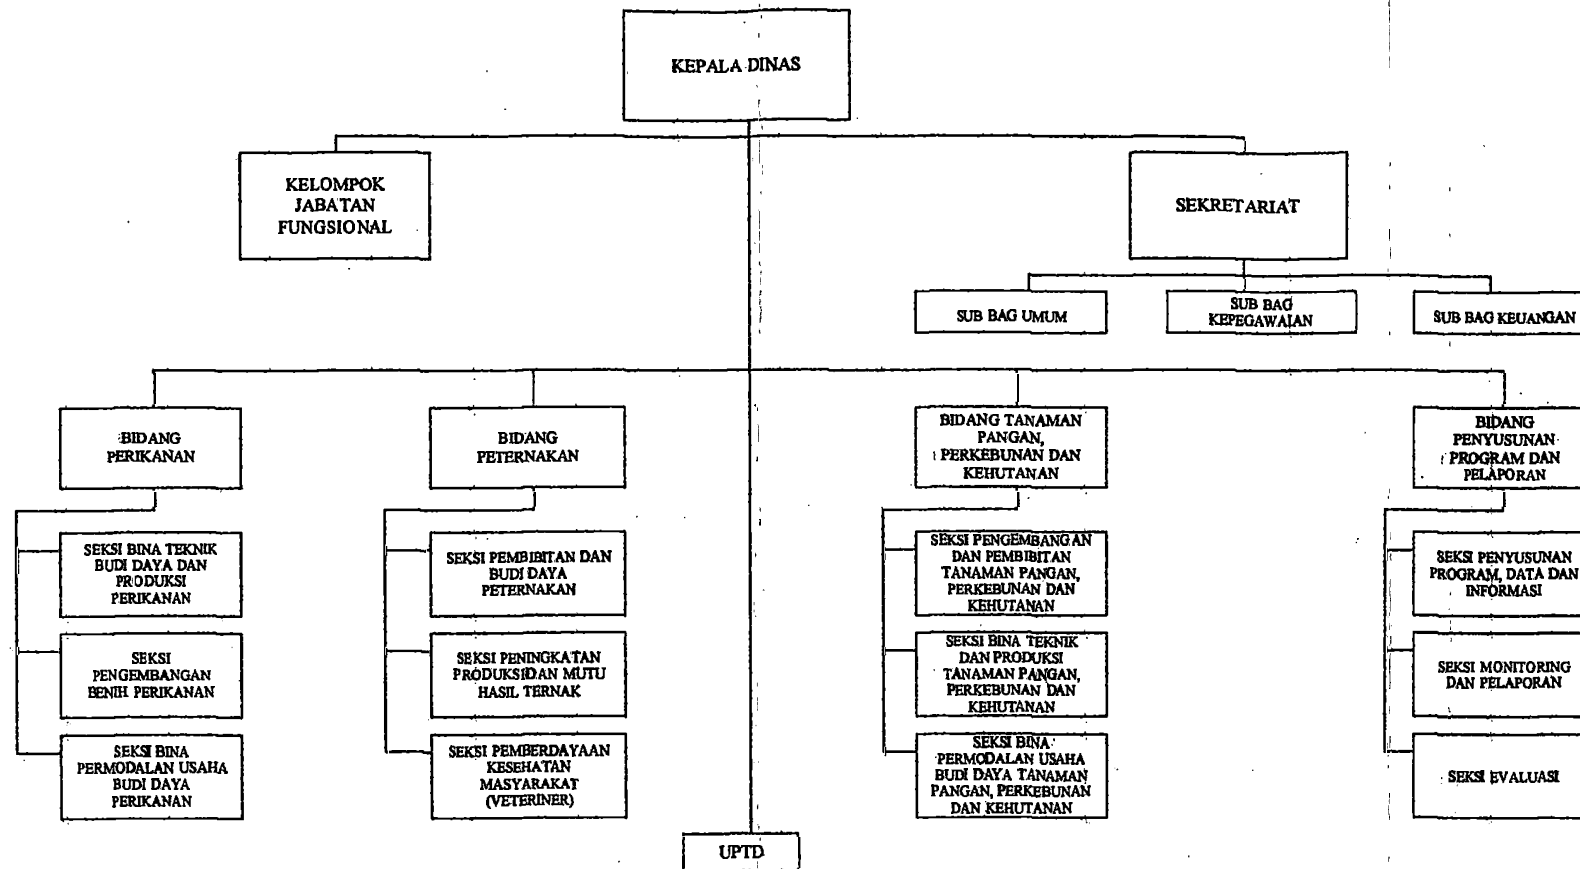 KEPALA DINAS
KELOMPOK
JABATAN
FUNGSIONAL
SEKRETARIAT
SUB BAG UMUM
SUB BAG
KEPEGAWAIAN
SUB BAG KEUANGAN
BIDANG
PERIKANAN
BIDANG
PETERNAKAN
BIDANG TANAMAN
PANGAN,
PERKEBUNAN DAN
KEHUTANAN
BIDANG
PENYUSUNAN
PROGRAM DAN
PELAPORAN
SEKSI BINA TEKNIK
BUDI DAYA DAN
PRODUKSI
PERIKANAN
SEKSI PEMBIBITAN DAN
BUDI DAYA
PETERNAKAN
SEKSI PENGEMBANGAN
DAN PEMBIBITAN
TANAMAN PANGAN,
PERKEBUNAN DAN
KEHUTANAN
SEKSI PENYUSUNAN
PROGRAM, DATA DAN
INFORMASI
SEKSI
PENGEMBANGAN
BENIH PERIKANAN
SEKSI PENINGKATAN
PRODUKSI DAN MUTU
HASIL TERNAK
SEKSI BINA TEKNIK
DAN PRODUKSI
TANAMAN PANGAN,
PERKEBUNAN DAN
KEHUTANAN
SEKSI MONITORING
DAN PELAPORAN
SEKSI BINA
PERMODALAN USAHA
BUDI DAYA
PERIKANAN
SEKSI PEMBERDAYAAN
KESEHATAN
MASYARAKAT
(VETERINER)
SEKSI BINA
PERMODALAN USAHA
BUDI DAYA TANAMAN
PANGAN, PERKEBUNAN
DAN KEHUTANAN
SEKSI EVALUASI
UPTD